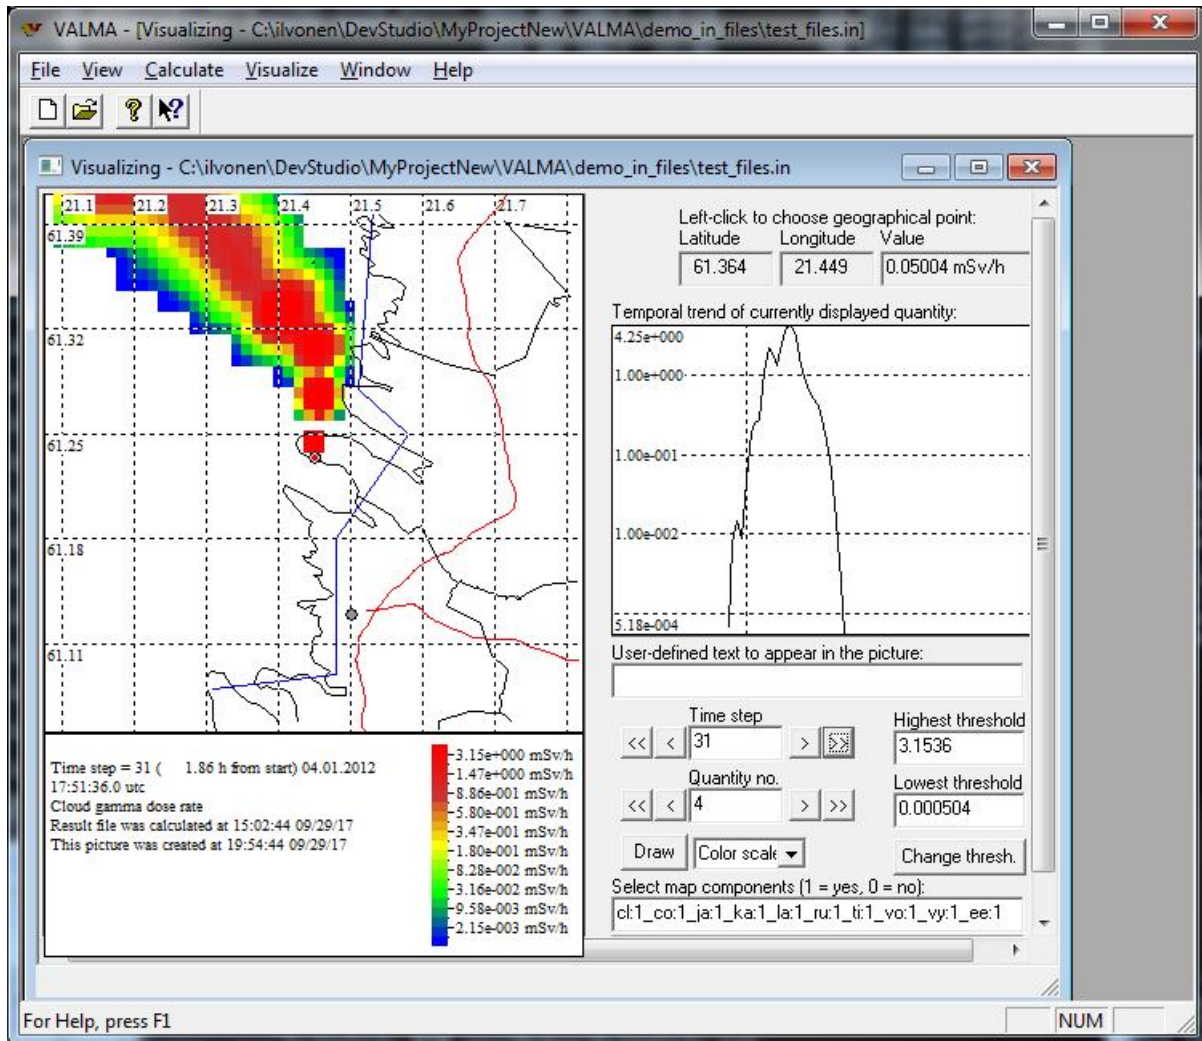 VALMA - [Visualizing - C:\ilvonen\DevStudio\MyProjectNew\VALMA\demo_in_files\test_files.in]
File View Calculate Visualize Window Help
Visualizing - C:\ilvonen\DevStudio\MyProjectNew\VALMA\demo_in_files\test_files.in
21.1 21.2 21.3 21.4 21.5 21.6 21.7
61.39
61.32
61.25
61.18
61.11
Time step = 31 ( 1.86 h from start) 04.01.2012
17:51:36.0 utc
Cloud gamma dose rate
Result file was calculated at 15:02:44 09/29/17
This picture was created at 19:54:44 09/29/17
3.15e+000 mSv/h
1.47e+000 mSv/h
8.86e-001 mSv/h
5.80e-001 mSv/h
3.47e-001 mSv/h
1.80e-001 mSv/h
8.28e-002 mSv/h
3.16e-002 mSv/h
9.58e-003 mSv/h
2.15e-003 mSv/h
Left-click to choose geographical point:
Latitude Longitude Value
61.364 21.449 0.05004 mSv/h
Temporal trend of currently displayed quantity:
4.25e+000
1.00e+000
1.00e-001
1.00e-002
5.18e-004
User-defined text to appear in the picture:
Time step Highest threshold
<< < 31 > >> 3.1536
Quantity no. Lowest threshold
<< < 4 > >> 0.000504
Draw Color scale Change thresh.
Select map components (1 = yes, 0 = no):
cl:1_co:1_ja:1_ka:1_la:1_ru:1_ti:1_vo:1_vy:1_ee:1
For Help, press F1 NUM